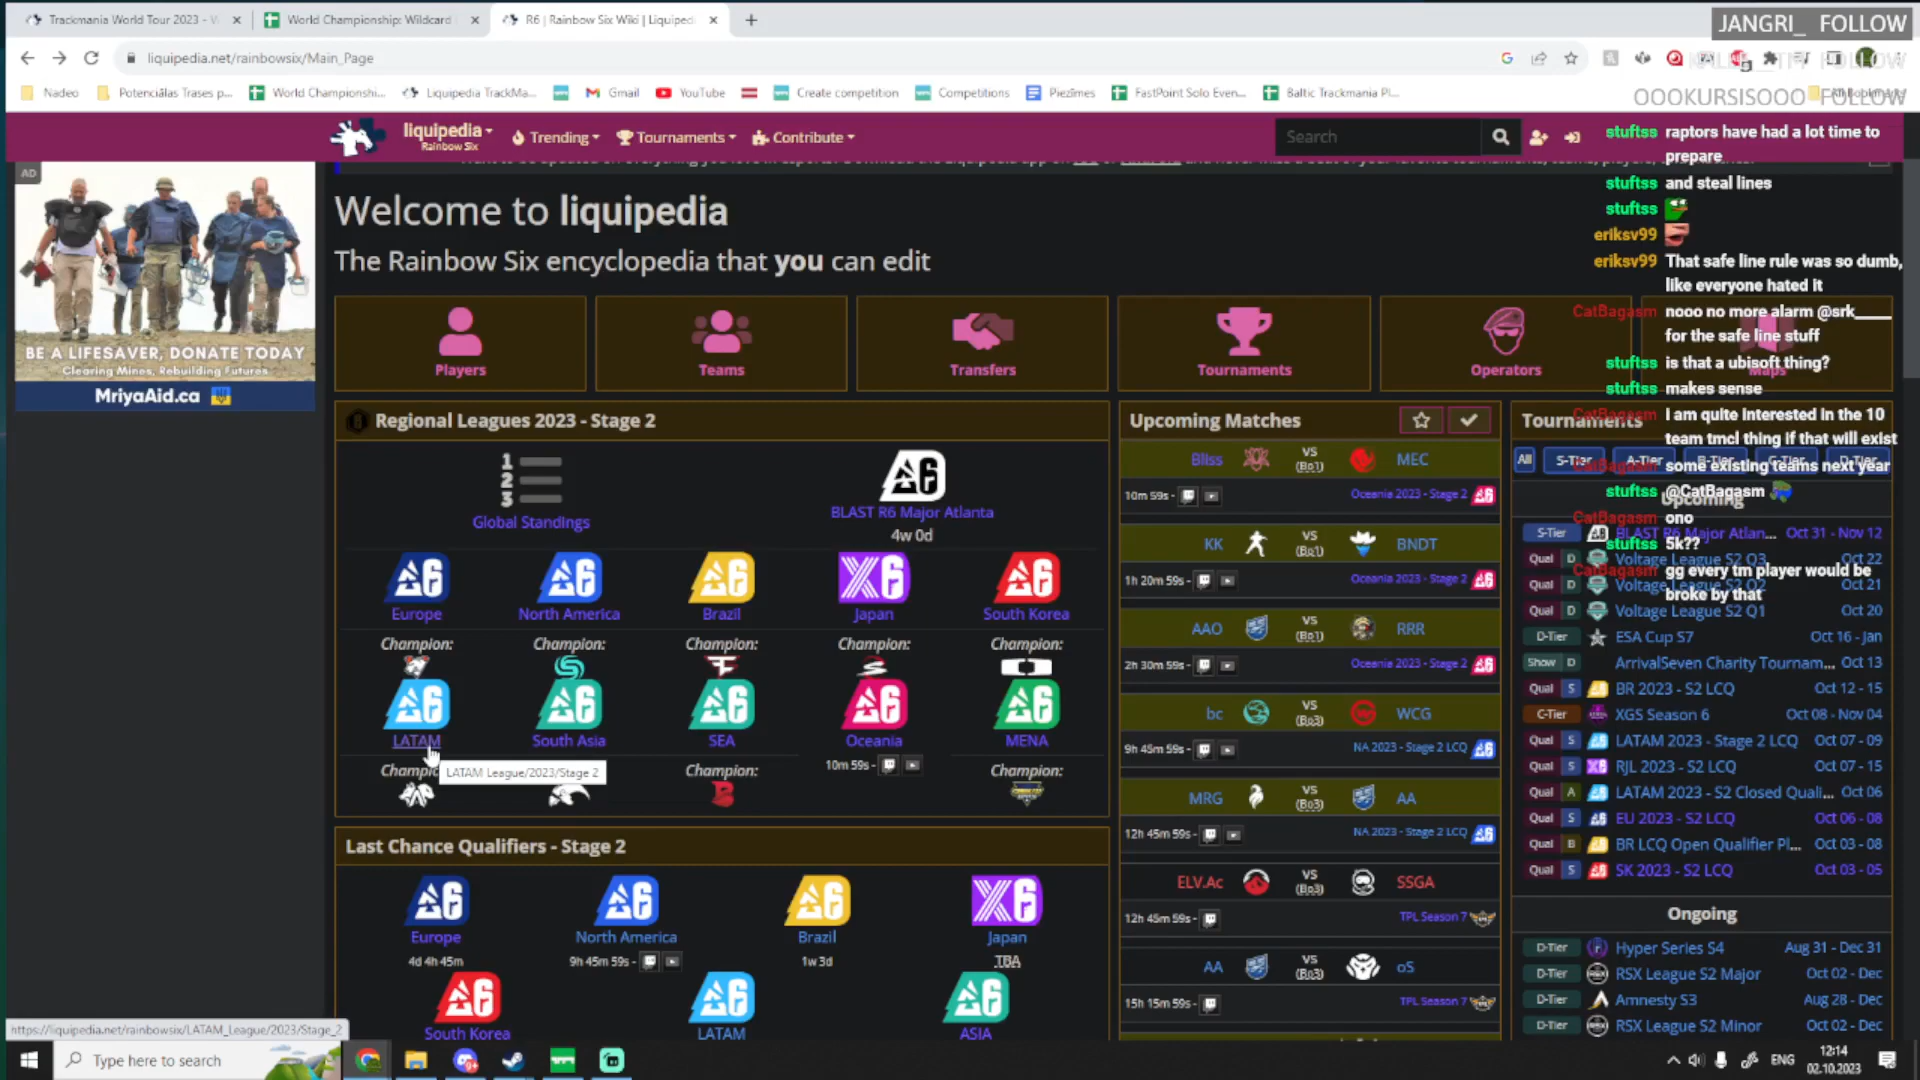 Trackmania World Tour 2023 - W
World Championship: Wildcard
R6 | Rainbow Six Wiki | Liquiped
JANGRI_ FOLLOW
liquipedia.net/rainbowsix/Main_Page
FOLLOW
Nadeo
Potenciālas Trases p...
World Championshi...
Liquipedia TrackMa...
Gmail
YouTube
Create competition
Competitions
Piezīmes
FastPoint Solo Even...
Baltic Trackmania Pl...
OOOKURSISOOO FOLLOW
liquipedia
Rainbow Six
Trending
Tournaments
Contribute
Search
stuftss raptors have had a lot time to
prepare
stuftss and steal lines
stuftss
eriksv99
eriksv99 That safe line rule was so dumb,
like everyone hated it
CatBagasm nooo no more alarm @srk____
for the safe line stuff
stuftss is that a ubisoft thing?
stuftss makes sense
CatBagasm I am quite interested in the 10
team tmcl thing if that will exist
CatBagasm some existing teams next year
stuftss @CatBagasm
CatBagasm ono
stuftss 5k??
CatBagasm gg every tm player would be
broke by that
AD
BE A LIFESAVER, DONATE TODAY
Clearing Mines, Rebuilding Futures
MriyaAid.ca
Welcome to liquipedia
The Rainbow Six encyclopedia that you can edit
Players
Teams
Transfers
Tournaments
Operators
Maps
Regional Leagues 2023 - Stage 2
1
2
3
Global Standings
BLAST R6 Major Atlanta
4w 0d
Europe
North America
Brazil
Japan
South Korea
Champion:
Champion:
Champion:
Champion:
Champion:
LATAM
South Asia
SEA
Oceania
MENA
10m 59s -
Champic
LATAM League/2023/Stage 2
Champion:
Champion:
Last Chance Qualifiers - Stage 2
Europe
4d 4h 45m
North America
9h 45m 59s -
Brazil
1w 3d
Japan
TBA
South Korea
LATAM
ASIA
Upcoming Matches
Bliss VS (Bo1) MEC
10m 59s - Oceania 2023 - Stage 2
KK VS (Bo1) BNDT
1h 20m 59s - Oceania 2023 - Stage 2
AAO VS (Bo1) RRR
2h 30m 59s - Oceania 2023 - Stage 2
bc VS (Bo3) WCG
9h 45m 59s - NA 2023 - Stage 2 LCQ
MRG VS (Bo3) AA
12h 45m 59s - NA 2023 - Stage 2 LCQ
ELV.Ac VS (Bo3) SSGA
12h 45m 59s - TPL Season 7
AA VS (Bo3) oS
15h 15m 59s - TPL Season 7
Tournaments
All S-Tier A-Tier B-Tier C-Tier D-Tier
Upcoming
S-Tier BLAST R6 Major Atlan... Oct 31 - Nov 12
Qual D Voltage League S2 Q3 Oct 22
Qual D Voltage League S2 Q2 Oct 21
Qual D Voltage League S2 Q1 Oct 20
D-Tier ESA Cup S7 Oct 16 - Jan
Show D ArrivalSeven Charity Tournam... Oct 13
Qual S BR 2023 - S2 LCQ Oct 12 - 15
C-Tier XGS Season 6 Oct 08 - Nov 04
Qual S LATAM 2023 - Stage 2 LCQ Oct 07 - 09
Qual S RJL 2023 - S2 LCQ Oct 07 - 15
Qual A LATAM 2023 - S2 Closed Quali... Oct 06
Qual S EU 2023 - S2 LCQ Oct 06 - 08
Qual B BR LCQ Open Qualifier Pl... Oct 03 - 08
Qual S SK 2023 - S2 LCQ Oct 03 - 05
Ongoing
D-Tier Hyper Series S4 Aug 31 - Dec 31
D-Tier RSX League S2 Major Oct 02 - Dec
D-Tier Amnesty S3 Aug 28 - Dec
D-Tier RSX League S2 Minor Oct 02 - Dec
https://liquipedia.net/rainbowsix/LATAM_League/2023/Stage_2
Type here to search
ENG
12:14
02.10.2023